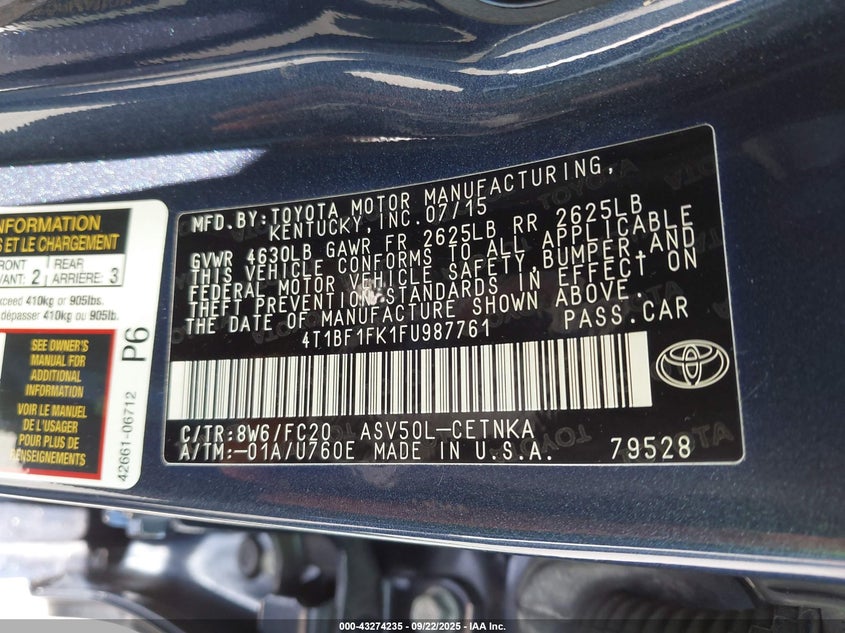 INFORMATION
S ET LE CHARGEMENT
FRONT
VANT: 2
REAR
ARRIÈRE: 3
xceed 410kg or 905lbs.
dépasser 410kg ou 905lb.
SEE OWNER'S
MANUAL FOR
ADDITIONAL
INFORMATION
VOIR LE MANUEL
DE L'USAGER
POUR PLUS DE
RENSEIGNEMENTS
P6
42661-06712
MFD.BY:TOYOTA MOTOR MANUFACTURING,
KENTUCKY,INC.07/15
GVWR 4630LB GAWR FR 2625LB RR 2625LB
THIS VEHICLE CONFORMS TO ALL APPLICABLE
FEDERAL MOTOR VEHICLE SAFETY,BUMPER,AND
THEFT PREVENTION STANDARDS IN EFFECT ON
THE DATE OF MANUFACTURE SHOWN ABOVE.
4T1BF1FK1FU987761 PASS.CAR
C/TR:8W6/FC20 ASV50L-CETNKA
A/TM:-01A/U760E MADE IN U.S.A. 79528
000-43274235 - 09/22/2025 - IAA Inc.